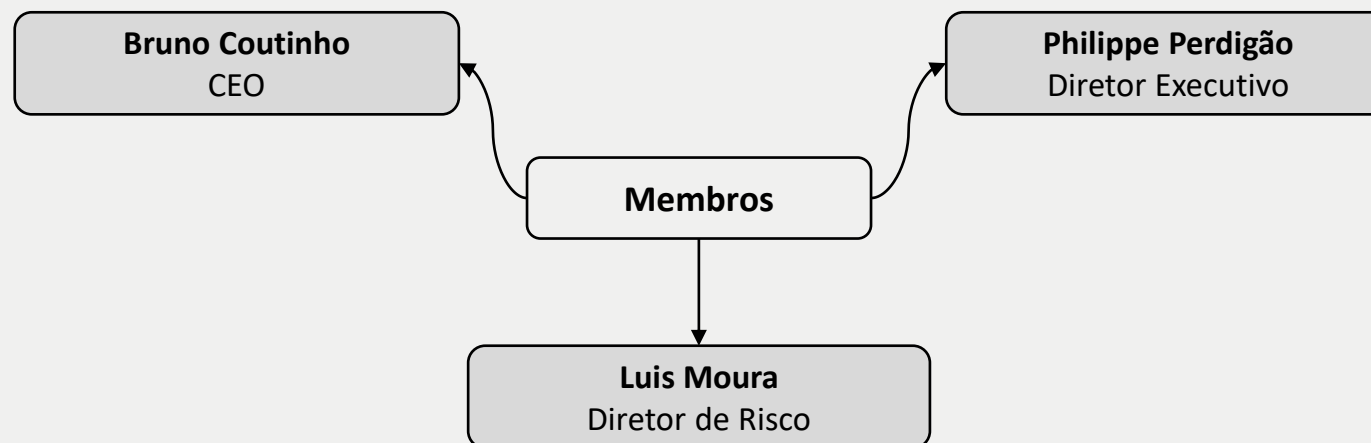 Bruno Coutinho
CEO
Philippe Perdigão
Diretor Executivo
Membros
Luis Moura
Diretor de Risco